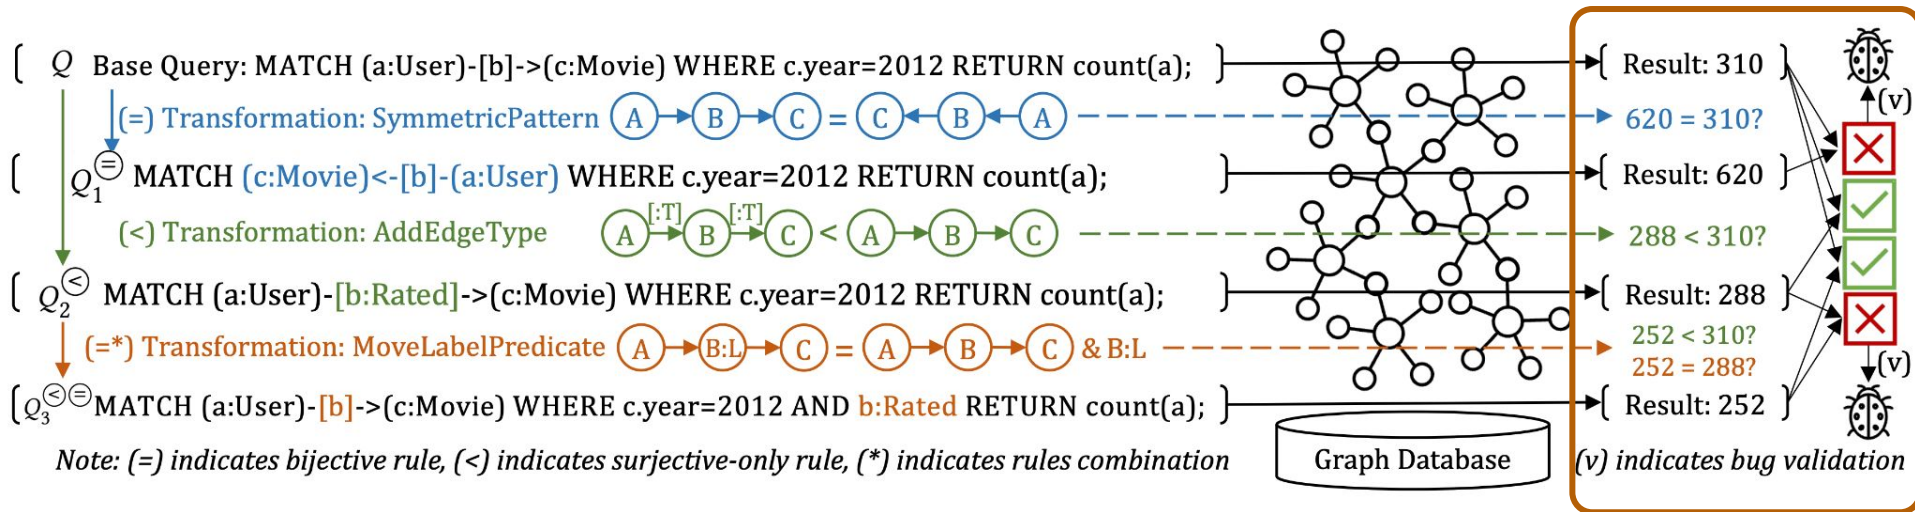 Q Base Query: MATCH (a:User)-[b]->(c:Movie) WHERE c.year=2012 RETURN count(a); Result: 310
(=) Transformation: SymmetricPattern A B C = C B A 620 = 310? (v)
Q1(=) MATCH (c:Movie)<-[b]-(a:User) WHERE c.year=2012 RETURN count(a); Result: 620
(<) Transformation: AddEdgeType A [:T] B [:T] C < A B C 288 < 310?
Q2(<) MATCH (a:User)-[b:Rated]->(c:Movie) WHERE c.year=2012 RETURN count(a); Result: 288
252 < 310?
(=*) Transformation: MoveLabelPredicate A B:L C = A B C & B:L 252 = 288? (v)
Q3(<)(=) MATCH (a:User)-[b]->(c:Movie) WHERE c.year=2012 AND b:Rated RETURN count(a); Result: 252
Note: (=) indicates bijective rule, (<) indicates surjective-only rule, (*) indicates rules combination Graph Database (v) indicates bug validation